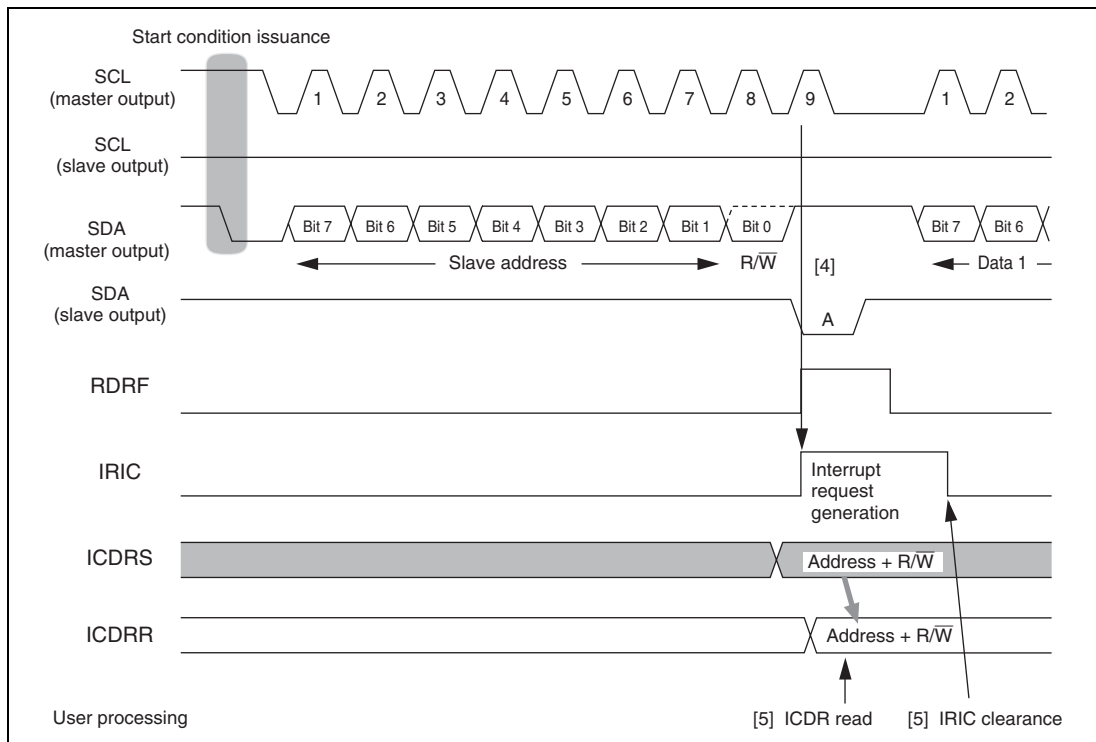 Start condition issuance
SCL
(master output)
1 2 3 4 5 6 7 8 9 1 2
SCL
(slave output)
SDA
(master output)
Bit 7 Bit 6 Bit 5 Bit 4 Bit 3 Bit 2 Bit 1 Bit 0 Bit 7 Bit 6
Slave address R/W̅ [4] Data 1
SDA
(slave output)
A
RDRF
IRIC
Interrupt
request
generation
ICDRS
Address + R/W̅
ICDRR
Address + R/W̅
User processing
[5] ICDR read
[5] IRIC clearance